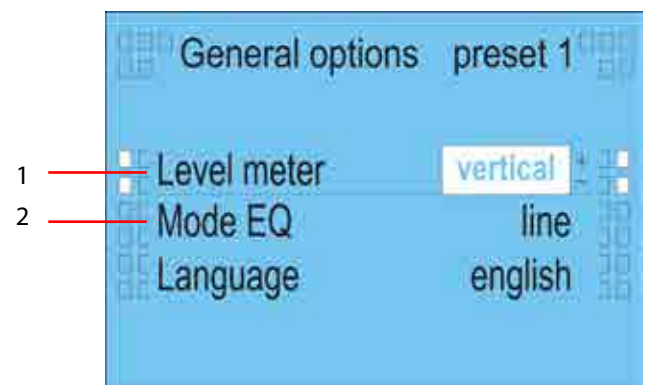 General options preset 1
1 Level meter vertical + -
2 Mode EQ line
Language english